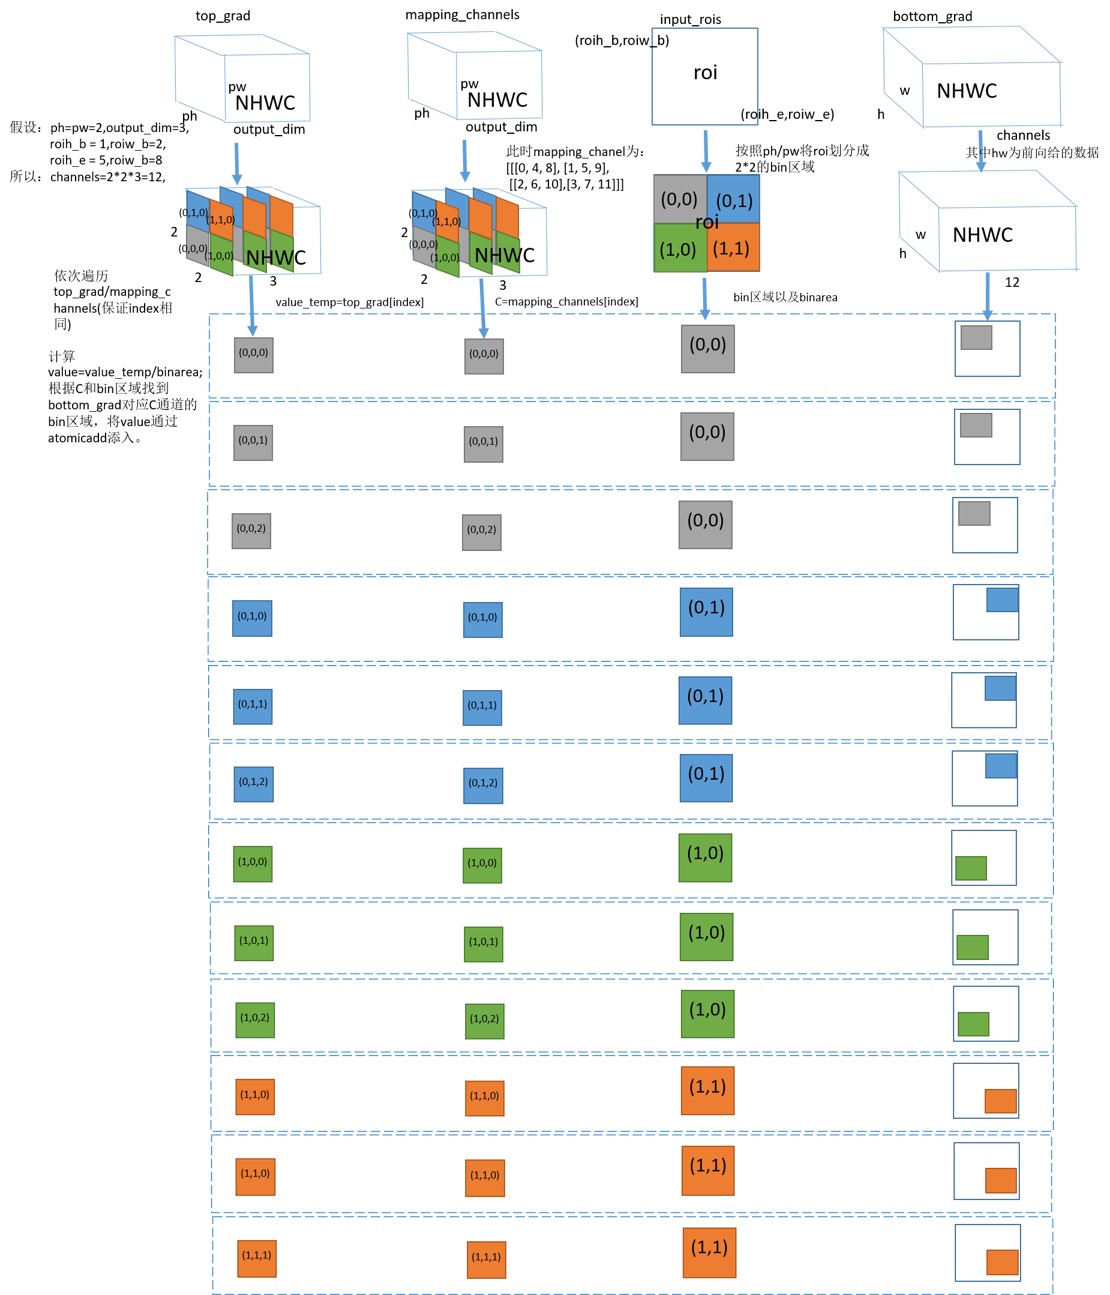 top_grad
mapping_channels
input_rois
bottom_grad
(roih_b,roiw_b)
roi
(roih_e,roiw_e)
pw
NHWC
ph
output_dim
pw
NHWC
ph
output_dim
w
NHWC
h
channels
假设：ph=pw=2,output_dim=3,
roih_b = 1,roiw_b=2,
roih_e = 5,roiw_b=8
所以：channels=2*2*3=12,
此时mapping_chanel为：
[[[0, 4, 8], [1, 5, 9],
[[2, 6, 10],[3, 7, 11]]]
按照ph/pw将roi划分成
2*2的bin区域
其中hw为前向给的数据
(0,1,0)
(1,1,0)
(0,0,0)
(1,0,0)
NHWC
2
2
3
(0,1,0)
(1,1,0)
(0,0,0)
(1,0,0)
NHWC
2
2
3
(0,0)
(0,1)
roi
(1,0)
(1,1)
w
NHWC
h
12
依次遍历
top_grad/mapping_c
hannels(保证index相
同)
value_temp=top_grad[index]
C=mapping_channels[index]
bin区域以及binarea
计算
value=value_temp/binarea;
根据C和bin区域找到
bottom_grad对应C通道的
bin区域，将value通过
atomicadd添入。
(0,0,0)
(0,0,0)
(0,0)
(0,0,1)
(0,0,1)
(0,0)
(0,0,2)
(0,0,2)
(0,0)
(0,1,0)
(0,1,0)
(0,1)
(0,1,1)
(0,1,1)
(0,1)
(0,1,2)
(0,1,2)
(0,1)
(1,0,0)
(1,0,0)
(1,0)
(1,0,1)
(1,0,1)
(1,0)
(1,0,2)
(1,0,2)
(1,0)
(1,1,0)
(1,1,0)
(1,1)
(1,1,0)
(1,1,0)
(1,1)
(1,1,1)
(1,1,1)
(1,1)